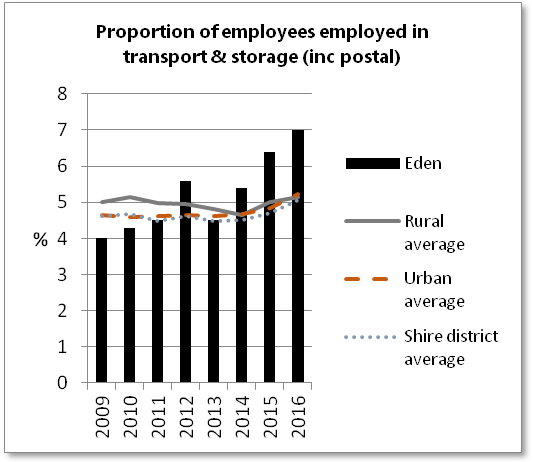 Proportion of employees employed in
transport & storage (inc postal)
8
7
6
5
4
3
2
1
0
%
2009
2010
2011
2012
2013
2014
2015
2016
Eden
Rural
average
Urban
average
Shire district
average